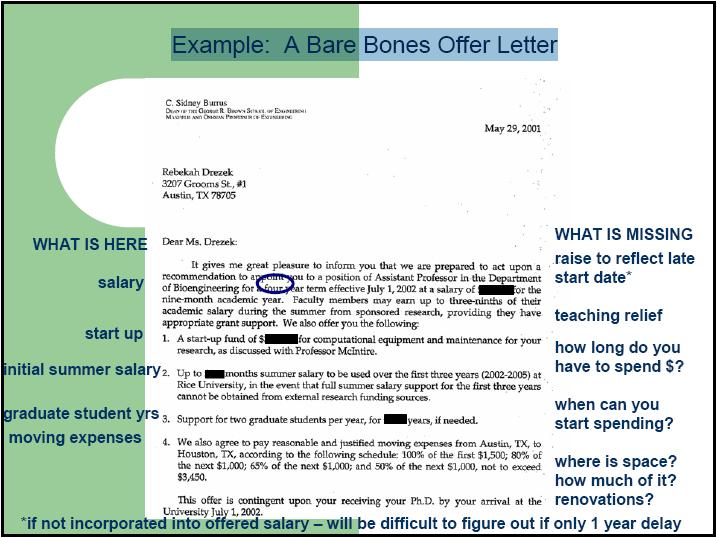 Example: A Bare Bones Offer Letter
C. Sidney Burrus
Dean of the George R. Brown School of Engineering
Maxfield and Oshman Professor of Engineering
May 29, 2001
Rebekah Drezek
3207 Grooms St., #1
Austin, TX 78705
WHAT IS HERE
salary
start up
initial summer salary
graduate student yrs
moving expenses
Dear Ms. Drezek:
It gives me great pleasure to inform you that we are prepared to act upon a
recommendation to appoint you to a position of Assistant Professor in the Department
of Bioengineering for a four year term effective July 1, 2002 at a salary of for the
nine-month academic year. Faculty members may earn up to three-ninths of their
academic salary during the summer from sponsored research, providing they have
appropriate grant support. We also offer you the following:
1. A start-up fund of $ for computational equipment and maintenance for your
research, as discussed with Professor McIntire.
2. Up to months summer salary to be used over the first three years (2002-2005) at
Rice University, in the event that full summer salary support for the first three years
cannot be obtained from external research funding sources.
3. Support for two graduate students per year, for years, if needed.
4. We also agree to pay reasonable and justified moving expenses from Austin, TX, to
Houston, TX, according to the following schedule: 100% of the first $1,500; 80% of
the next $1,000; 65% of the next $1,000; and 50% of the next $1,000, not to exceed
$3,450.
This offer is contingent upon your receiving your Ph.D. by your arrival at the
University July 1, 2002.
WHAT IS MISSING
raise to reflect late
start date*
teaching relief
how long do you
have to spend $?
when can you
start spending?
where is space?
how much of it?
renovations?
*if not incorporated into offered salary – will be difficult to figure out if only 1 year delay